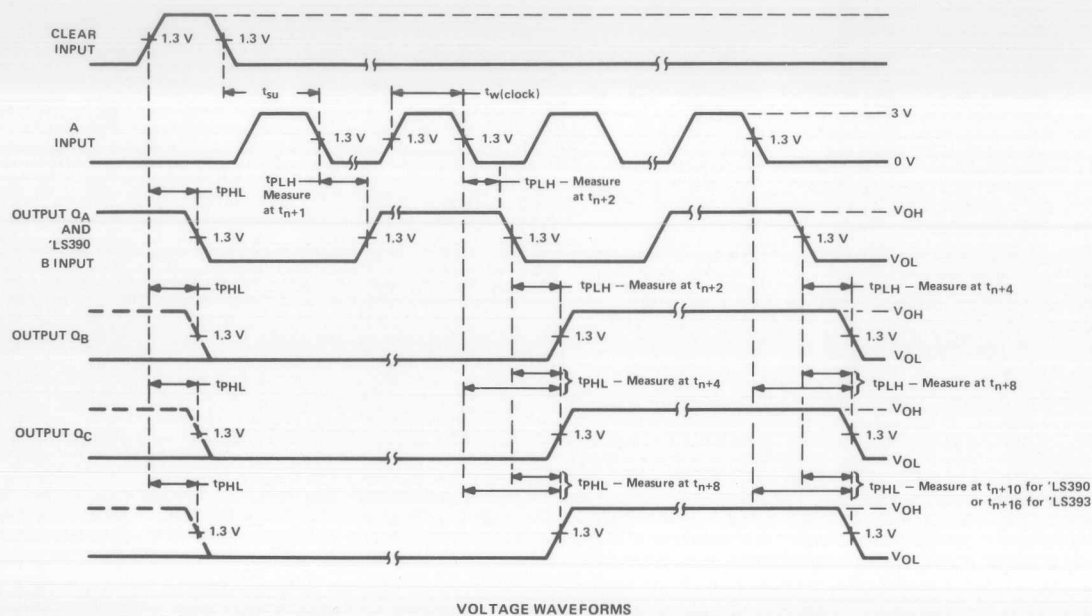 CLEAR
INPUT
1.3 V
1.3 V
tsu
tw(clock)
A
INPUT
1.3 V
1.3 V
1.3 V
1.3 V
3 V
0 V
tPHL
tPLH
Measure
at tn+1
tPLH – Measure
at tn+2
OUTPUT QA
AND
'LS390
B INPUT
1.3 V
1.3 V
1.3 V
1.3 V
VOH
VOL
tPHL
tPLH – Measure at tn+2
tPLH – Measure at tn+4
OUTPUT QB
1.3 V
1.3 V
1.3 V
VOH
VOL
tPHL
tPHL – Measure at tn+4
tPLH – Measure at tn+8
OUTPUT QC
1.3 V
1.3 V
1.3 V
VOH
VOL
tPHL
tPHL – Measure at tn+8
tPHL – Measure at tn+10 for 'LS390
or tn+16 for 'LS393
1.3 V
1.3 V
1.3 V
VOH
VOL
VOLTAGE WAVEFORMS